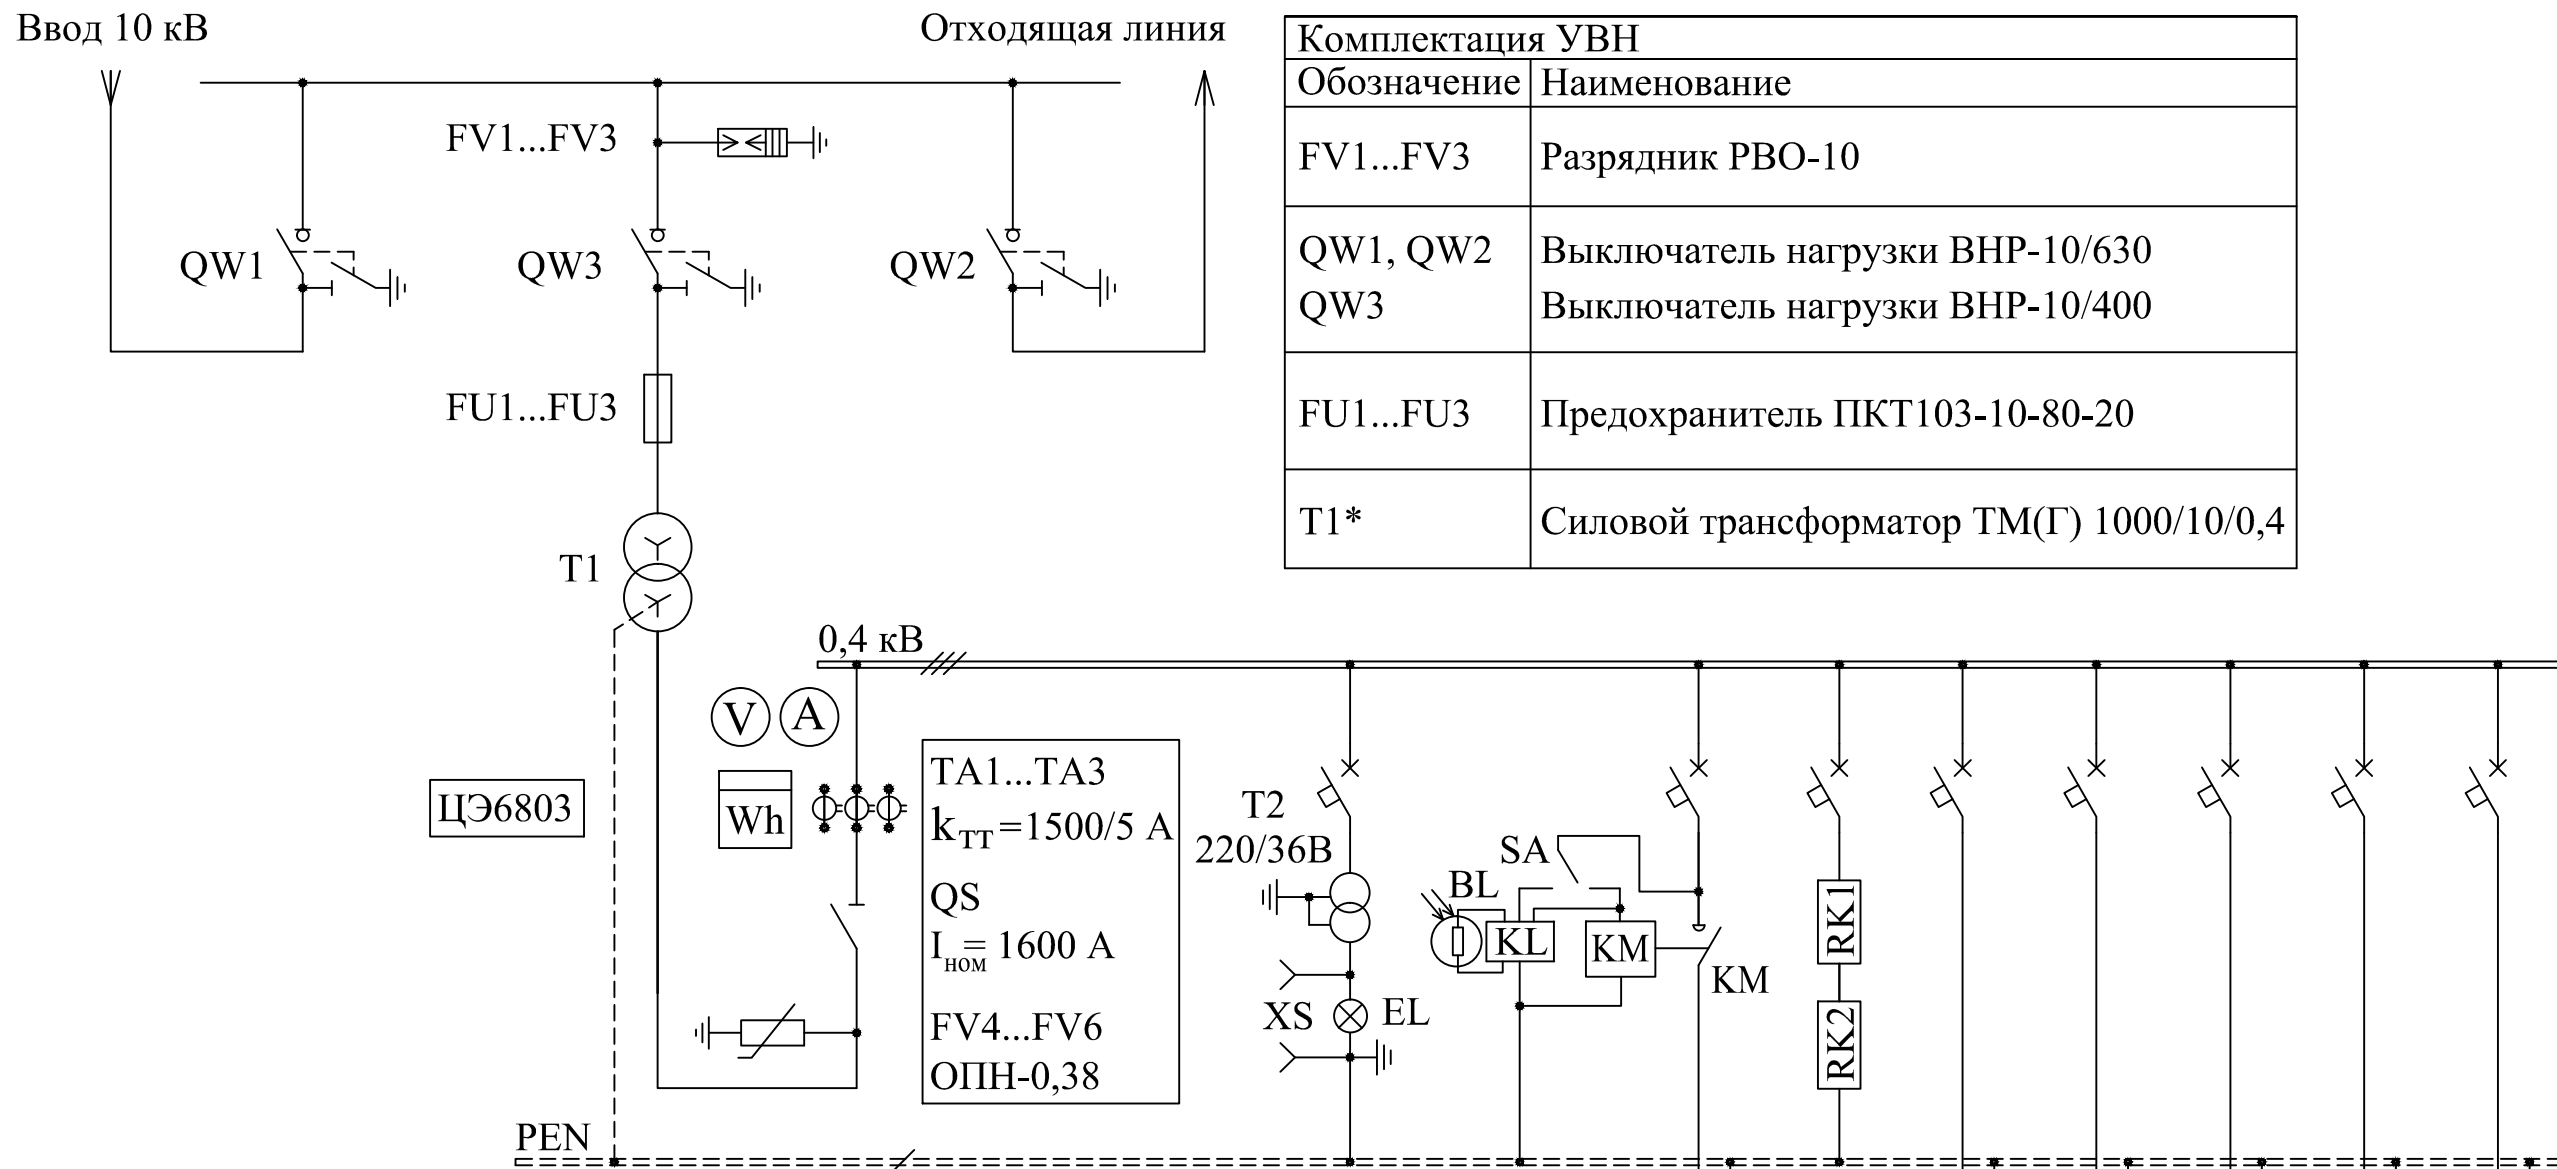 Ввод 10 кВ
Отходящая линия
Комплектация УВН
Обозначение Наименование
FV1...FV3 Разрядник РВО-10
QW1, QW2 Выключатель нагрузки ВНР-10/630
QW3 Выключатель нагрузки ВНР-10/400
FU1...FU3 Предохранитель ПКТ103-10-80-20
T1* Силовой трансформатор ТМ(Г) 1000/10/0,4
FV1...FV3
QW1
QW3
QW2
FU1...FU3
T1
0,4 кВ
V
A
ЦЭ6803
Wh
TA1...TA3
kТТ=1500/5 А
QS
Iном= 1600 А
FV4...FV6
ОПН-0,38
T2
220/36В
SA
BL
KL
KM
KM
XS
EL
RK1
RK2
PEN